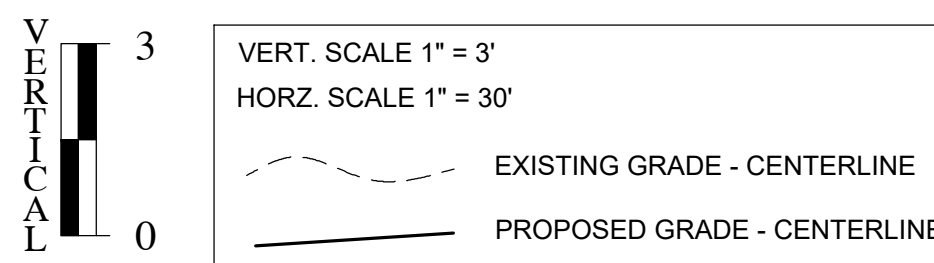 VERTICAL
3
0
VERT. SCALE 1" = 3'
HORZ. SCALE 1" = 30'
EXISTING GRADE - CENTERLINE
PROPOSED GRADE - CENTERLINE